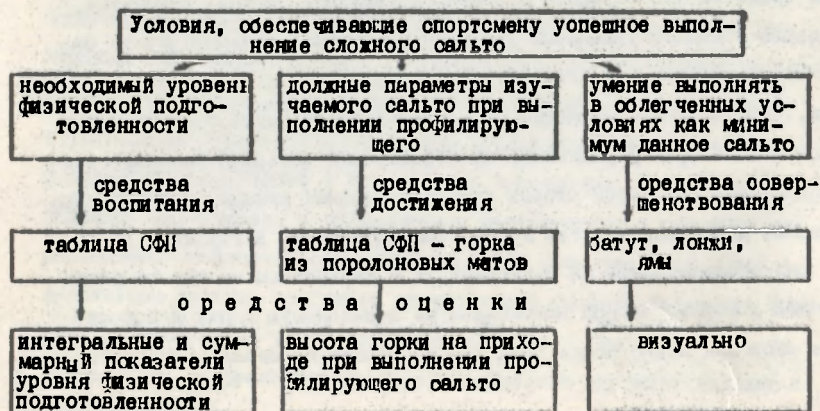 Условия, обеспечивающие спортсмену уопешное выпол-
нение сложного сальто
необходимый уровень
физической подго-
товленности
должные параметры изу-
чаемого сальто при вы-
полнении профилирую-
щего
умение выполнять
в облегченных ус-
ловиях как мини-
мум данное сальто
средства
воспитания
средства
достижения
оредства совер-
шенствования
таблица СФП
таблица СФП - горка
из поролоновых матов
батут, лонжи,
ямы
оредства оценки
интегральные и сум-
марный показатели
уровня физической
подготовленности
высота горки на прихо-
де при выполнении про-
филирующего сальто
визуально